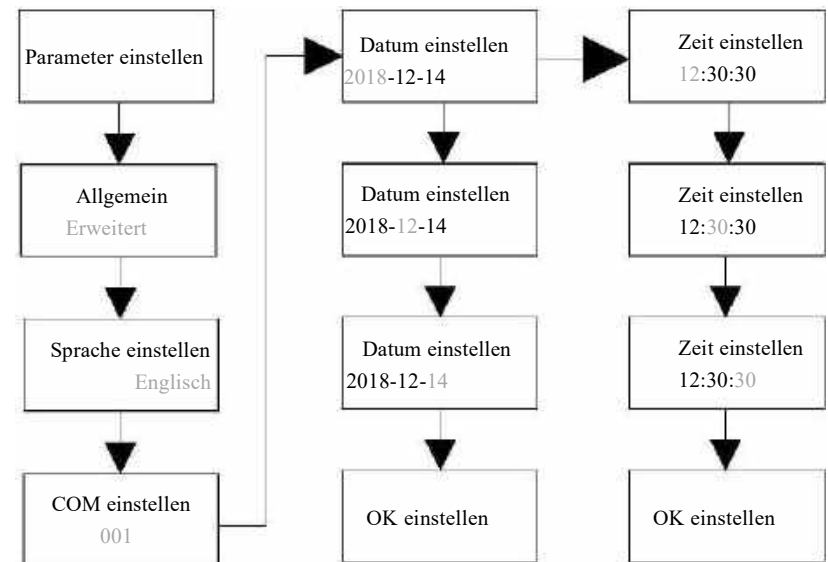 Parameter einstellen
Allgemein
Erweitert
Sprache einstellen
Englisch
COM einstellen
001
Datum einstellen
2018-12-14
Datum einstellen
2018-12-14
Datum einstellen
2018-12-14
OK einstellen
Zeit einstellen
12:30:30
Zeit einstellen
12:30:30
Zeit einstellen
12:30:30
OK einstellen